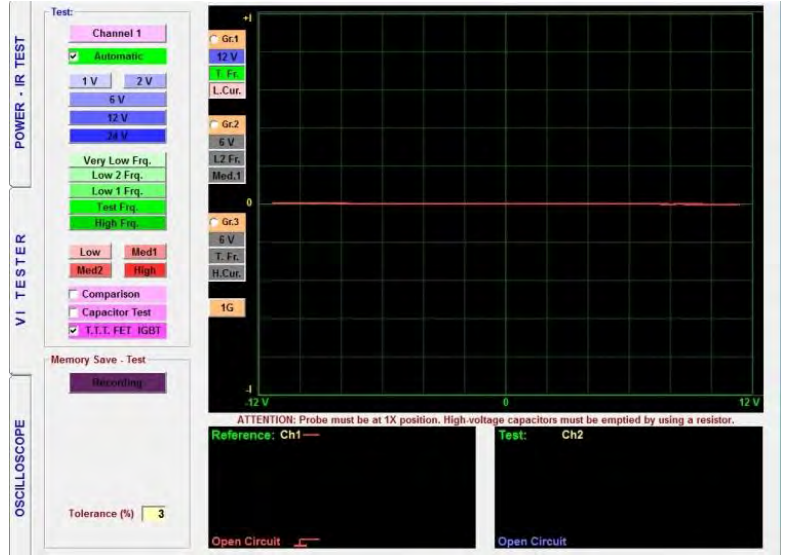 POWER - IR TEST
VI TESTER
OSCILLOSCOPE
Test:
Channel 1
Automatic
1 V
2 V
6 V
12 V
24 V
Very Low Frq.
Low 2 Frq.
Low 1 Frq.
Test Frq.
High Frq.
Low
Med1
Med2
High
Comparison
Capacitor Test
T.T.T. FET IGBT
Memory Save - Test
Recording
Tolerance (%) 3
Gr.1
12 V
T. Fr.
L.Cur.
Gr.2
6 V
L2 Fr.
Med.1
Gr.3
6 V
T. Fr.
H.Cur.
1G
+I
0
-I
-12 V
0
12 V
ATTENTION: Probe must be at 1X position. High-voltage capacitors must be emptied by using a resistor.
Reference: Ch1
Open Circuit
Test: Ch2
Open Circuit